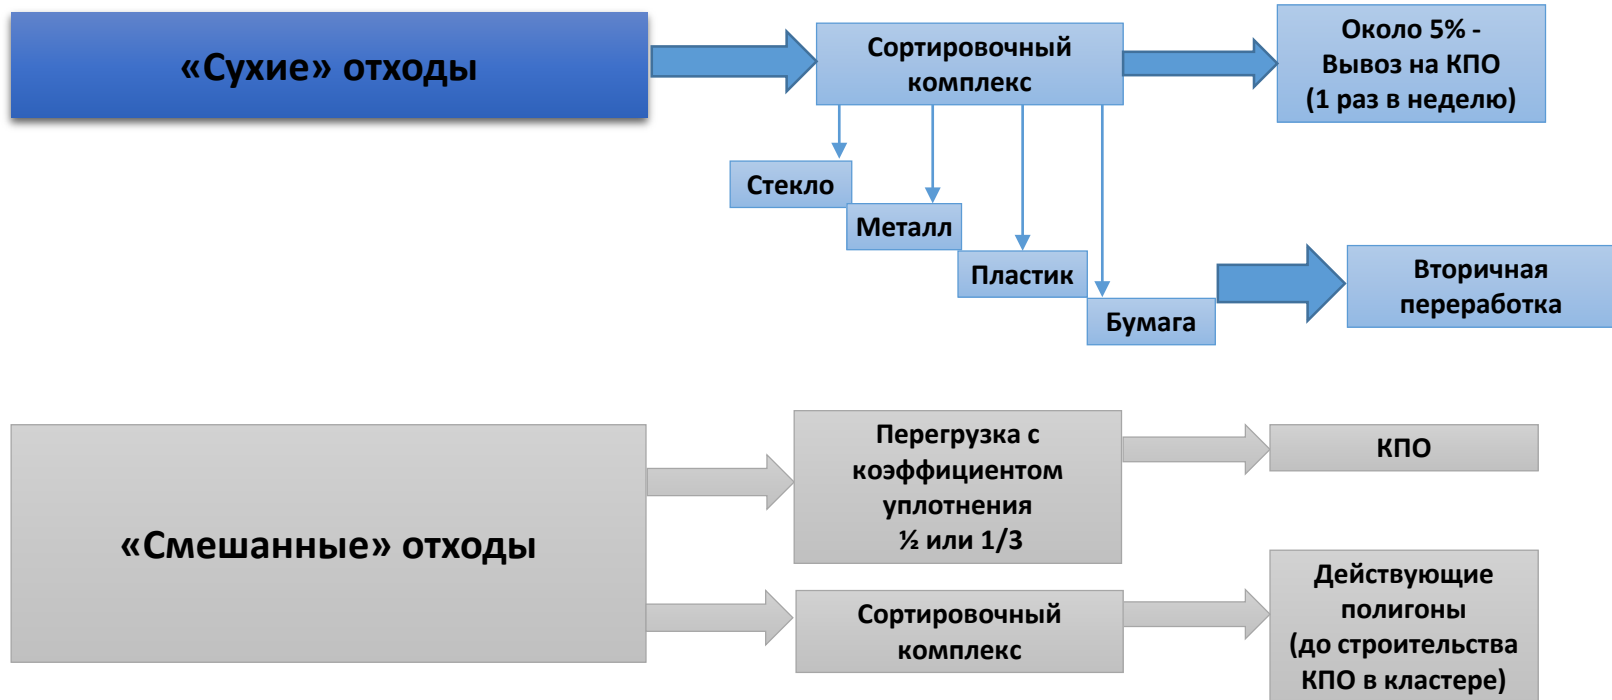 «Сухие» отходы
Сортировочный
комплекс
Около 5% -
Вывоз на КПО
(1 раз в неделю)
Стекло
Металл
Пластик
Бумага
Вторичная
переработка
«Смешанные» отходы
Перегрузка с
коэффициентом
уплотнения
½ или 1/3
КПО
Сортировочный
комплекс
Действующие
полигоны
(до строительства
КПО в кластере)